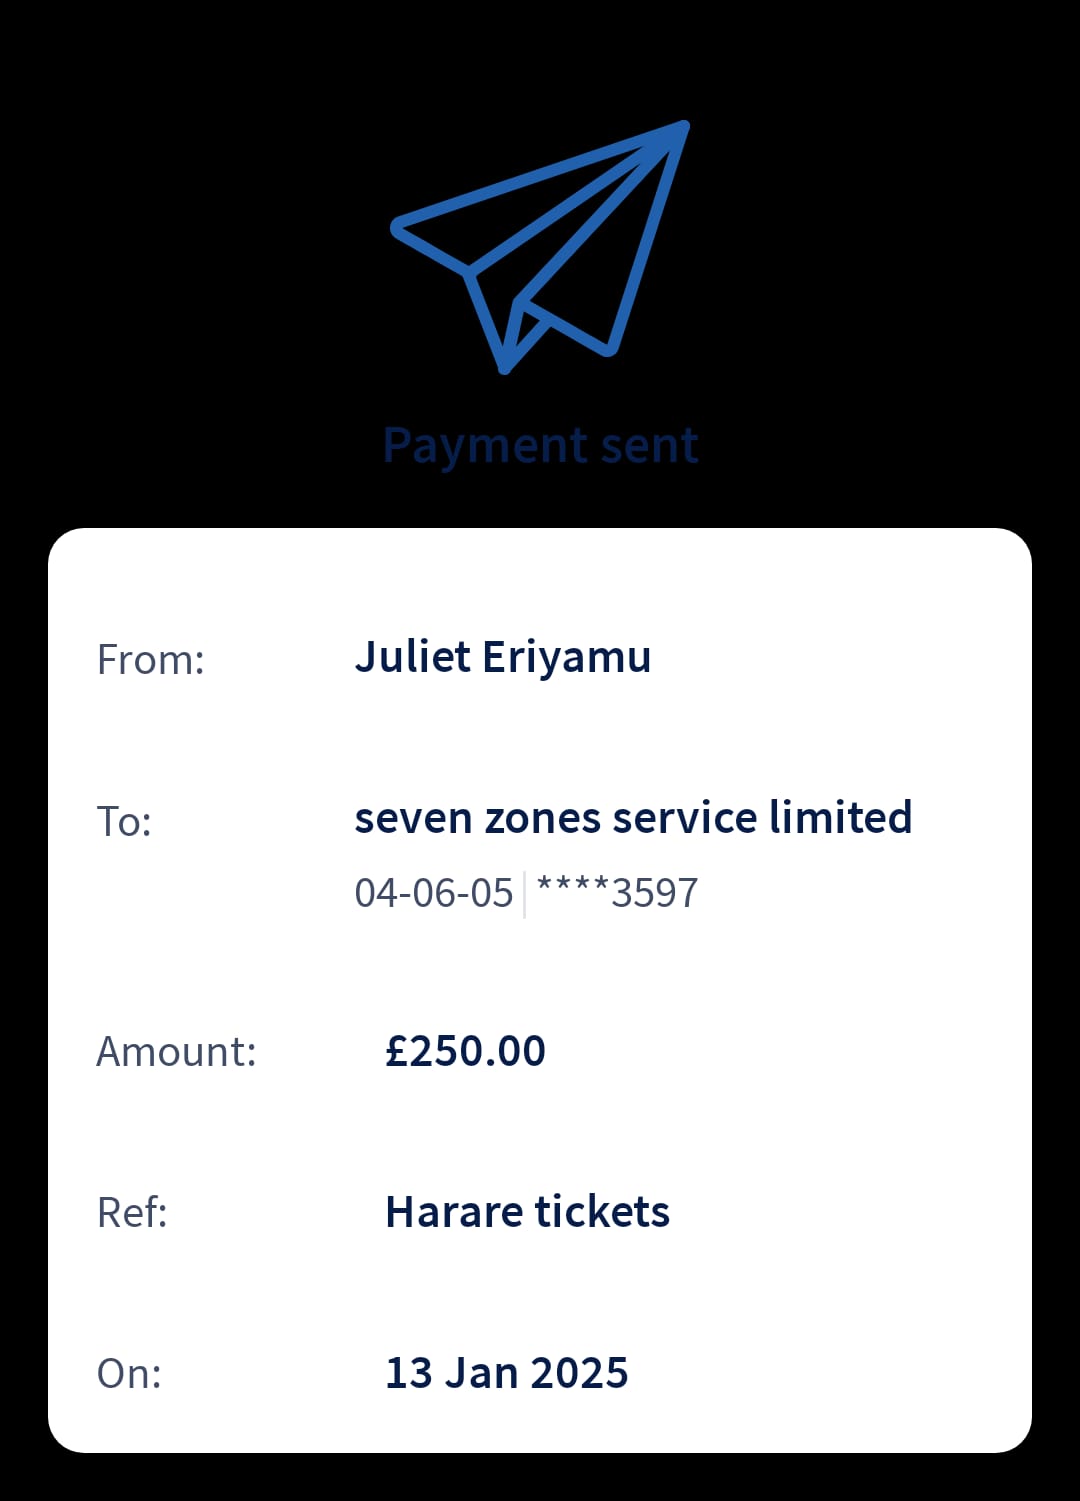 Payment sent
From: Juliet Eriyamu
To: seven zones service limited
04-06-05 | ****3597
Amount: £250.00
Ref: Harare tickets
On: 13 Jan 2025